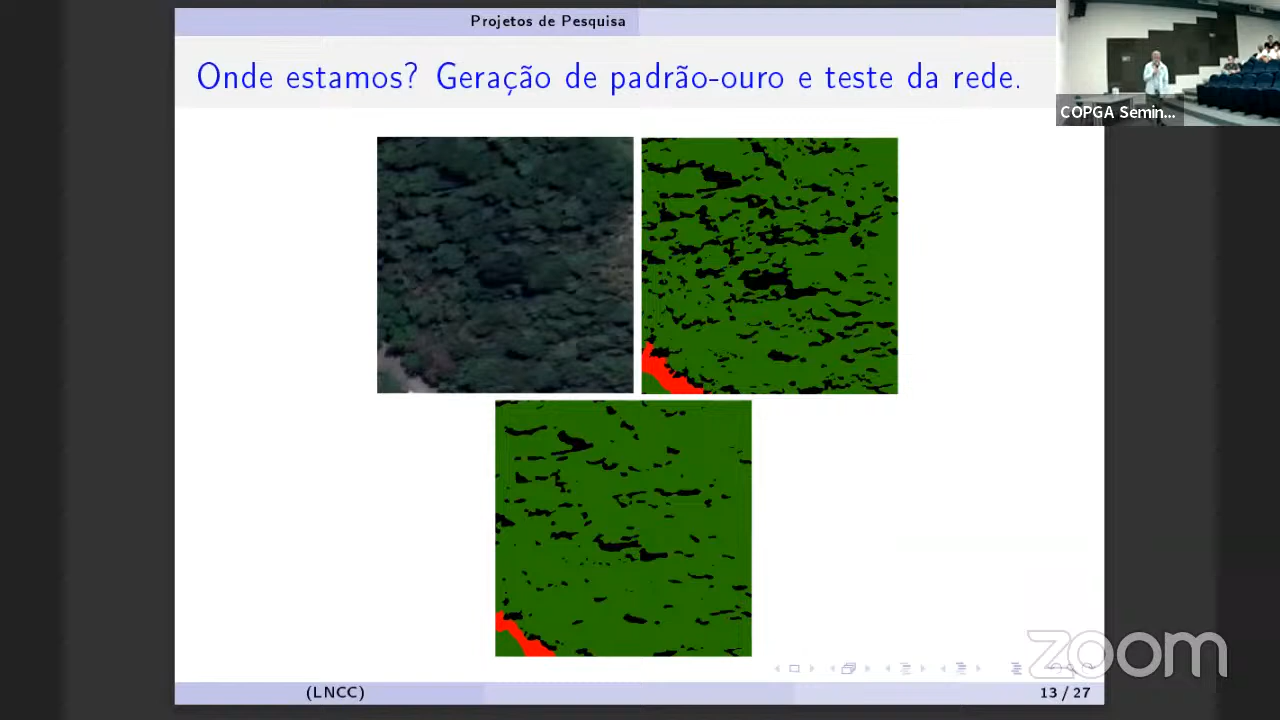 Projetos de Pesquisa
Onde estamos? Geração de padrão-ouro e teste da rede.
COPGA Semin...
(LNCC)
13 / 27
zoom